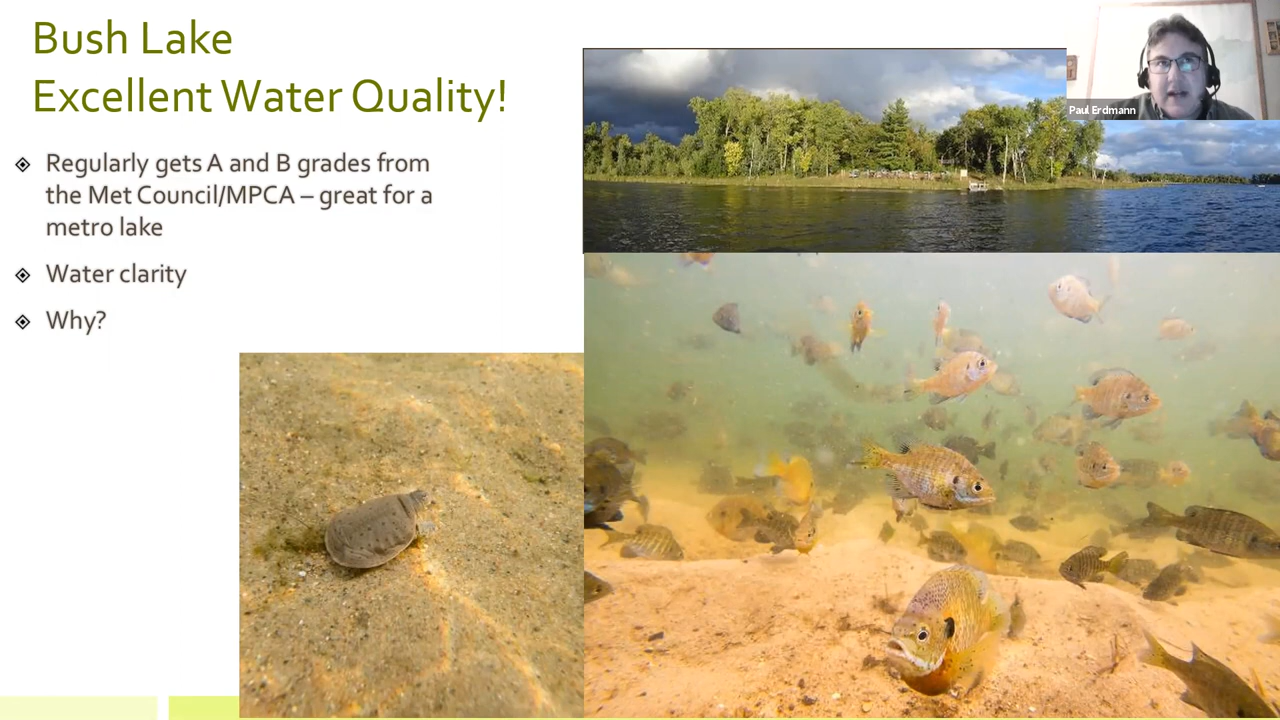 Bush Lake
Excellent Water Quality!
Paul Erdmann
Regularly gets A and B grades from
the Met Council/MPCA – great for a
metro lake
Water clarity
Why?